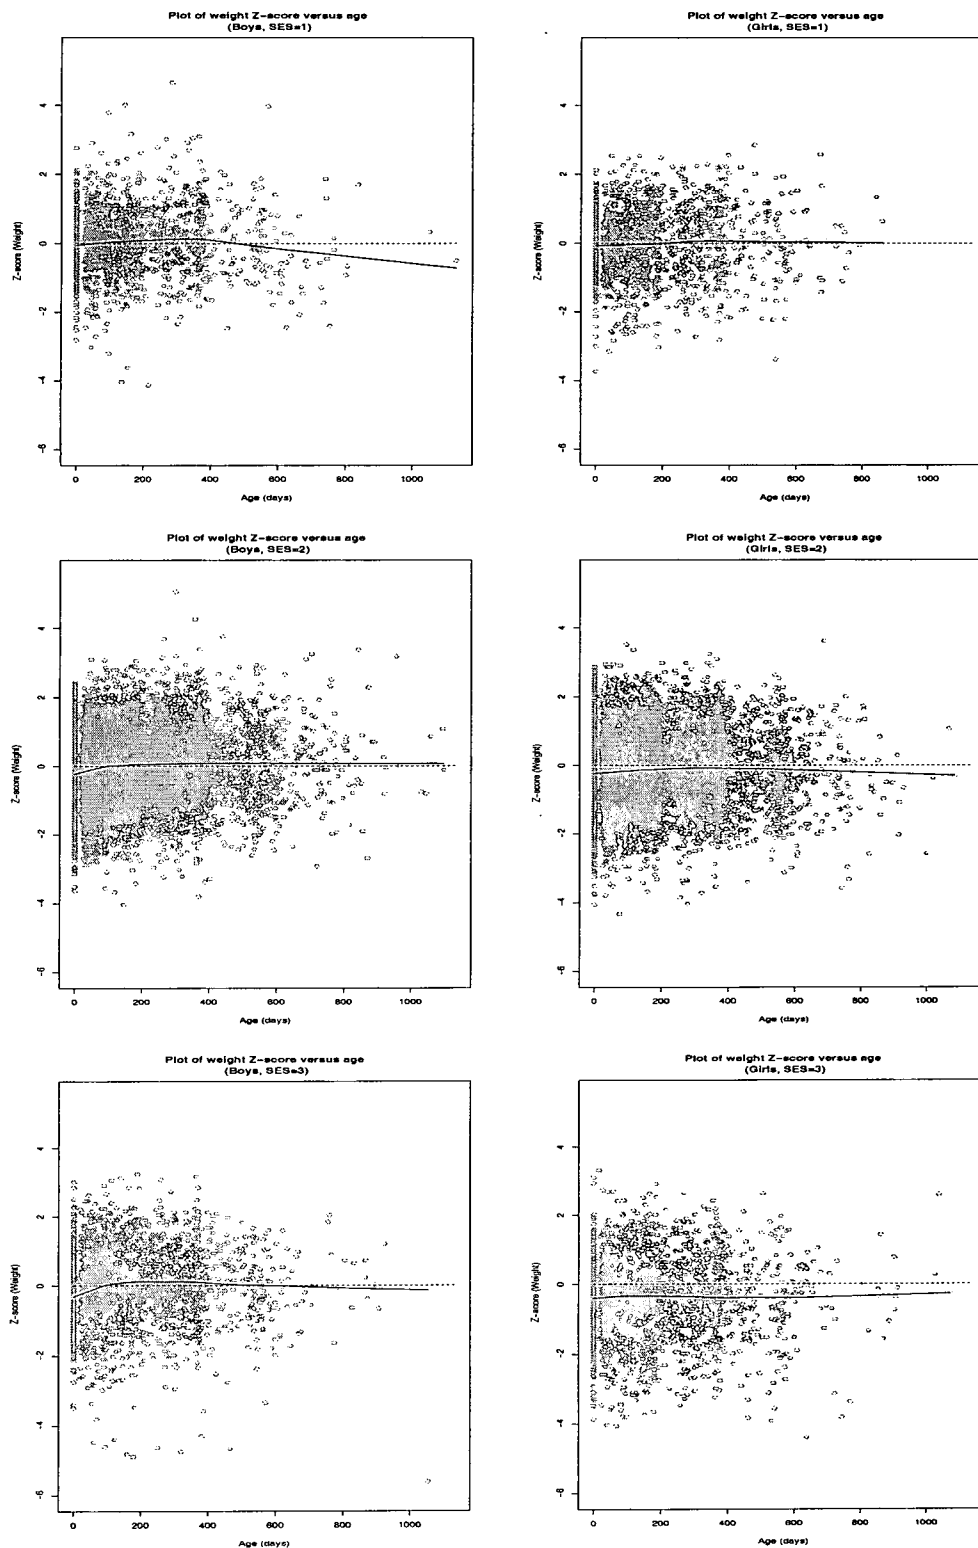 Plot of weight Z-score versus age
(Boys, SES=1)
Z-score (Weight)
4
2
0
-2
-4
-6
0 200 400 600 800 1000
Age (days)
Plot of weight Z-score versus age
(Girls, SES=1)
Z-score (Weight)
4
2
0
-2
-4
-6
0 200 400 600 800 1000
Age (days)
Plot of weight Z-score versus age
(Boys, SES=2)
Z-score (Weight)
4
2
0
-2
-4
-6
0 200 400 600 800 1000
Age (days)
Plot of weight Z-score versus age
(Girls, SES=2)
Z-score (Weight)
4
2
0
-2
-4
-6
0 200 400 600 800 1000
Age (days)
Plot of weight Z-score versus age
(Boys, SES=3)
Z-score (Weight)
4
2
0
-2
-4
-6
0 200 400 600 800 1000
Age (days)
Plot of weight Z-score versus age
(Girls, SES=3)
Z-score (Weight)
4
2
0
-2
-4
-6
0 200 400 600 800 1000
Age (days)